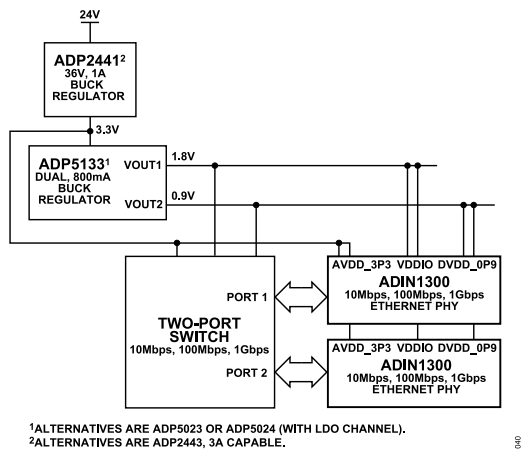 24V
ADP2441²
36V, 1A
BUCK
REGULATOR
3.3V
ADP5133¹
DUAL, 800mA
BUCK
REGULATOR
VOUT1
1.8V
VOUT2
0.9V
AVDD_3P3 VDDIO DVDD_0P9
ADIN1300
10Mbps, 100Mbps, 1Gbps
ETHERNET PHY
PORT 1
TWO-PORT
SWITCH
10Mbps, 100Mbps, 1Gbps
PORT 2
AVDD_3P3 VDDIO DVDD_0P9
ADIN1300
10Mbps, 100Mbps, 1Gbps
ETHERNET PHY
¹ALTERNATIVES ARE ADP5023 OR ADP5024 (WITH LDO CHANNEL).
²ALTERNATIVES ARE ADP2443, 3A CAPABLE.
040